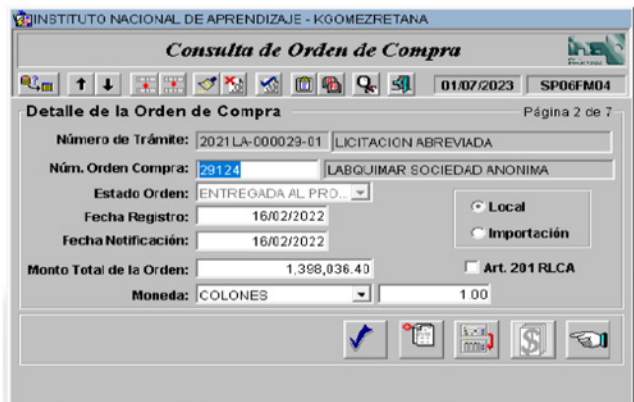 INSTITUTO NACIONAL DE APRENDIZAJE - KGOMEZRETANA
Consulta de Orden de Compra
01/07/2023 SP06FM04
Detalle de la Orden de Compra Página 2 de 7
Número de Trámite: 2021LA-000029-01 LICITACION ABREVIADA
Núm. Orden Compra: 29124 LABQUIMAR SOCIEDAD ANONIMA
Estado Orden: ENTREGADA AL PRO...
Local
Fecha Registro: 16/02/2022
Importación
Fecha Notificación: 16/02/2022
Monto Total de la Orden: 1,398,036.40 Art. 201 RLCA
Moneda: COLONES 1.00